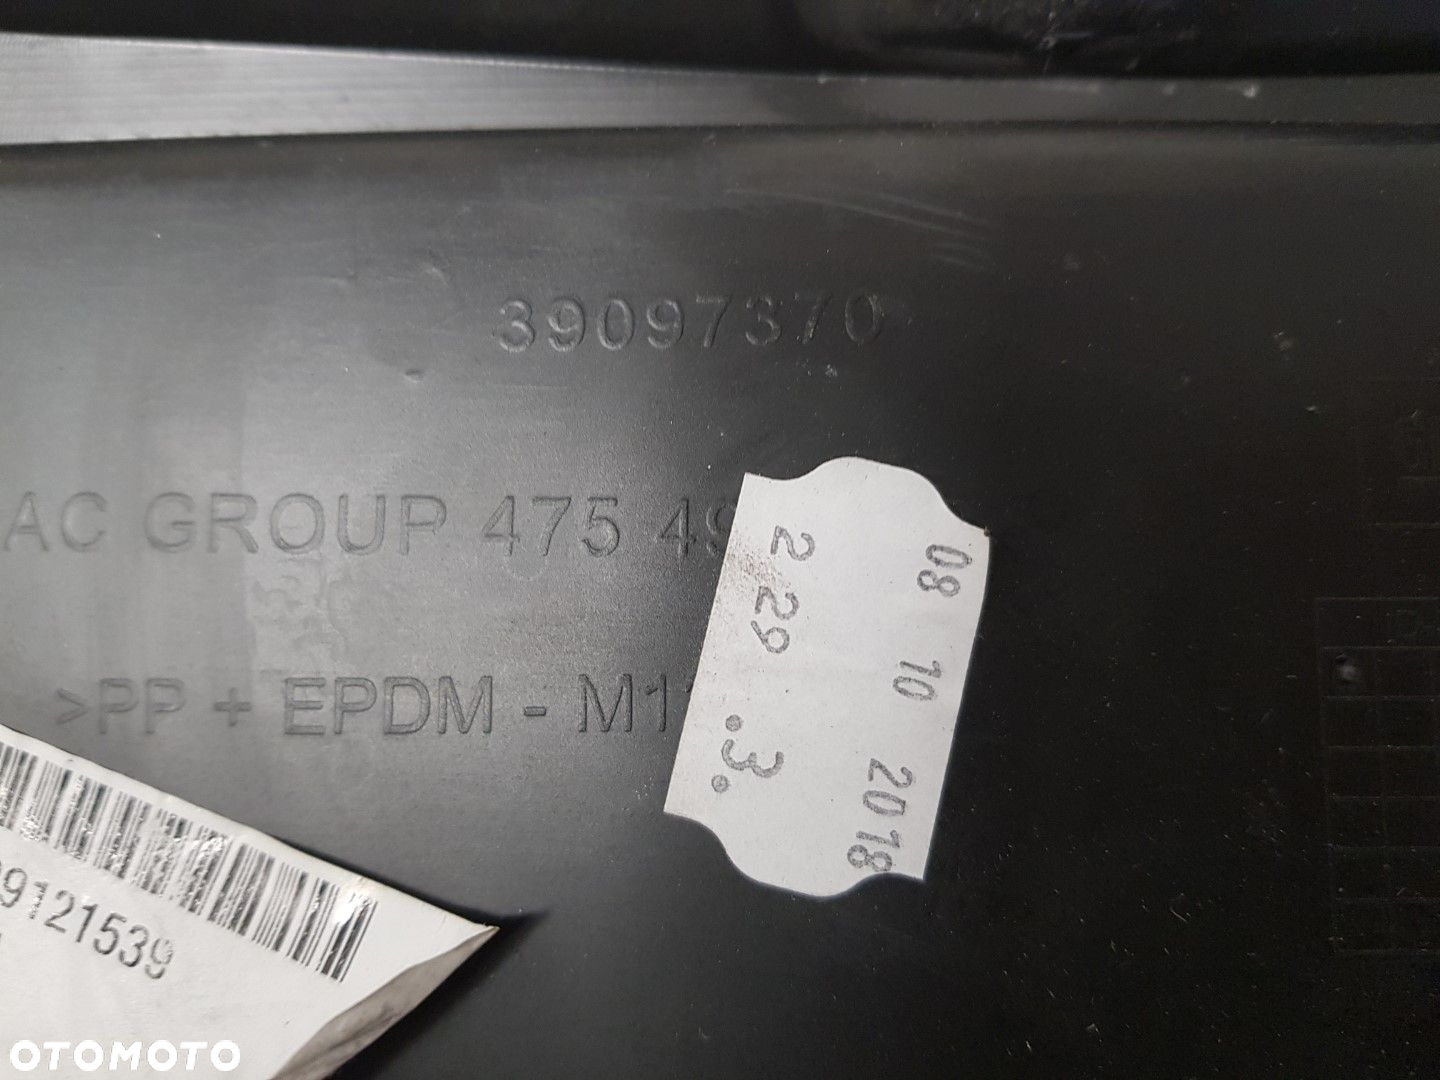 39097370
AC GROUP 475 49
>PP + EPDM - M1
08 10 2018
2 29 .3.
9121539
OTOMOTO